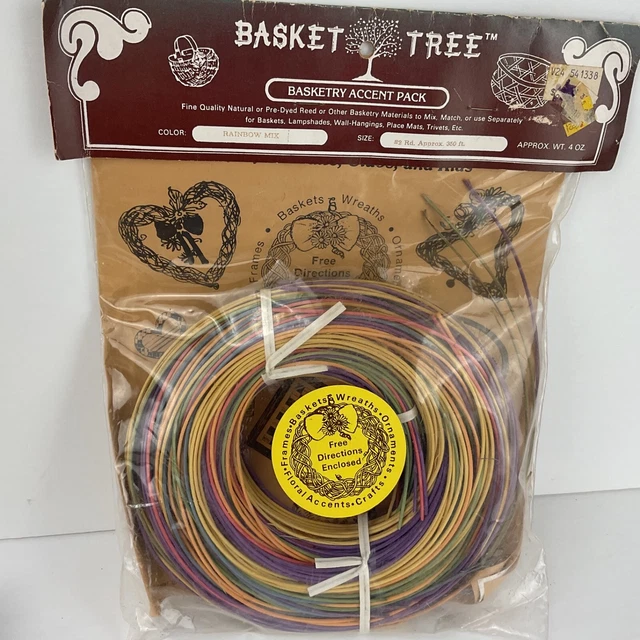 BASKET TREE™
BASKETRY ACCENT PACK
Fine Quality Natural or Pre-Dyed Reed or Other Basketry Materials to Mix, Match, or use Separately
for Baskets, Lampshades, Wall-Hangings, Place Mats, Trivets, Etc.
COLOR: RAINBOW MIX SIZE: #2 Rd. Approx. 350 ft. APPROX. WT. 4 OZ.
V24 541338
and
Frames • Baskets • Wreaths •
Free
Directions
Frames • Baskets • Wreaths • Ornaments
Free
Directions
Enclosed
• Floral Accents • Crafts •